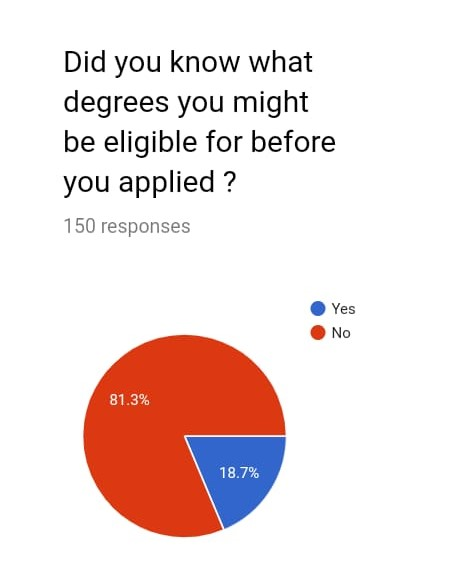 Did you know what
degrees you might
be eligible for before
you applied ?
150 responses
Yes
No
81.3%
18.7%